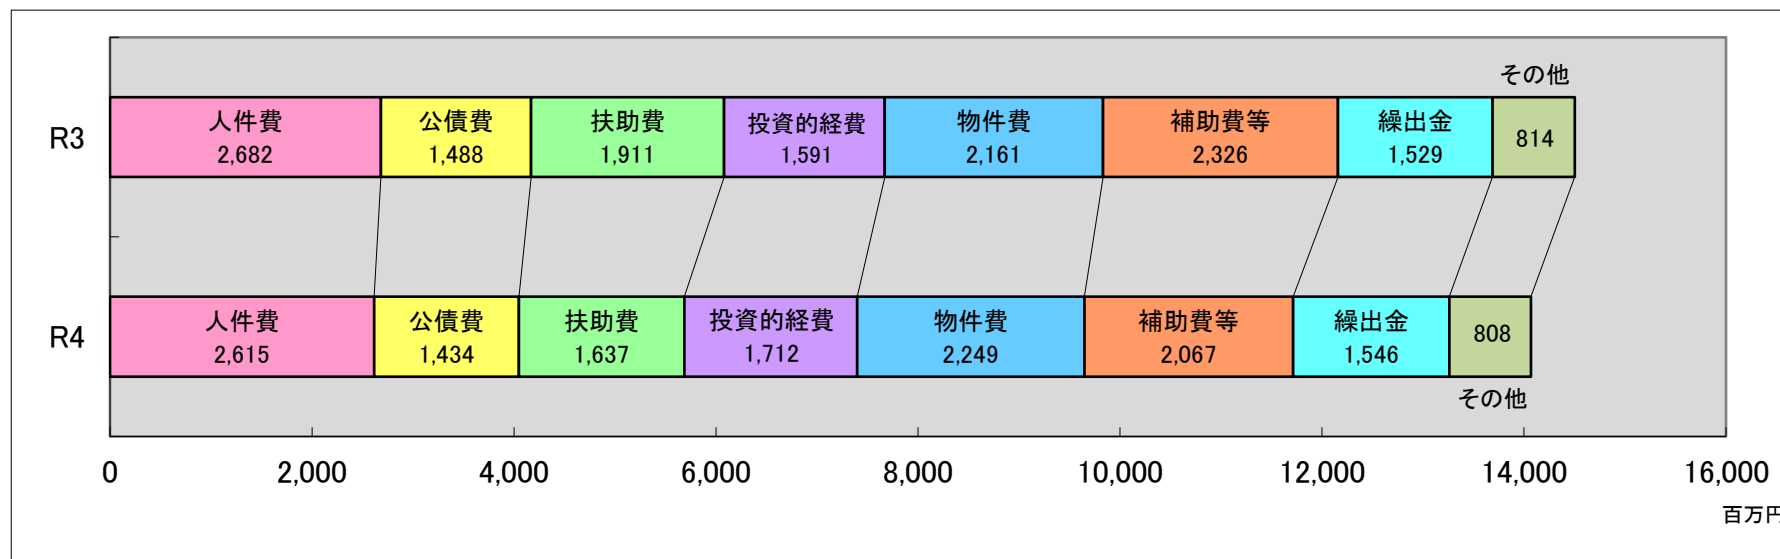 その他
R3
人件費 公債費 扶助費 投資的経費 物件費 補助費等 繰出金 814
2,682 1,488 1,911 1,591 2,161 2,326 1,529
R4
人件費 公債費 扶助費 投資的経費 物件費 補助費等 繰出金 808
2,615 1,434 1,637 1,712 2,249 2,067 1,546
その他
0 2,000 4,000 6,000 8,000 10,000 12,000 14,000 16,000
百万円